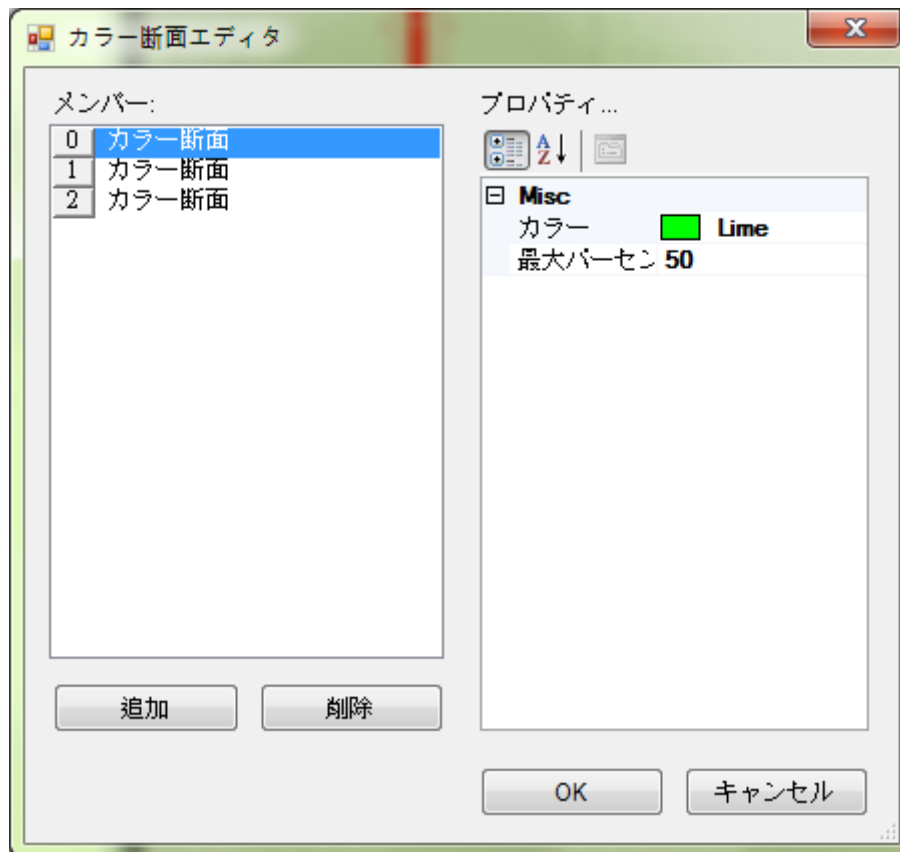 カラー断面エディタ
メンバー:
0 カラー断面
1 カラー断面
2 カラー断面
追加 削除
プロパティ...
Misc
カラー Lime
最大パーセン 50
OK キャンセル